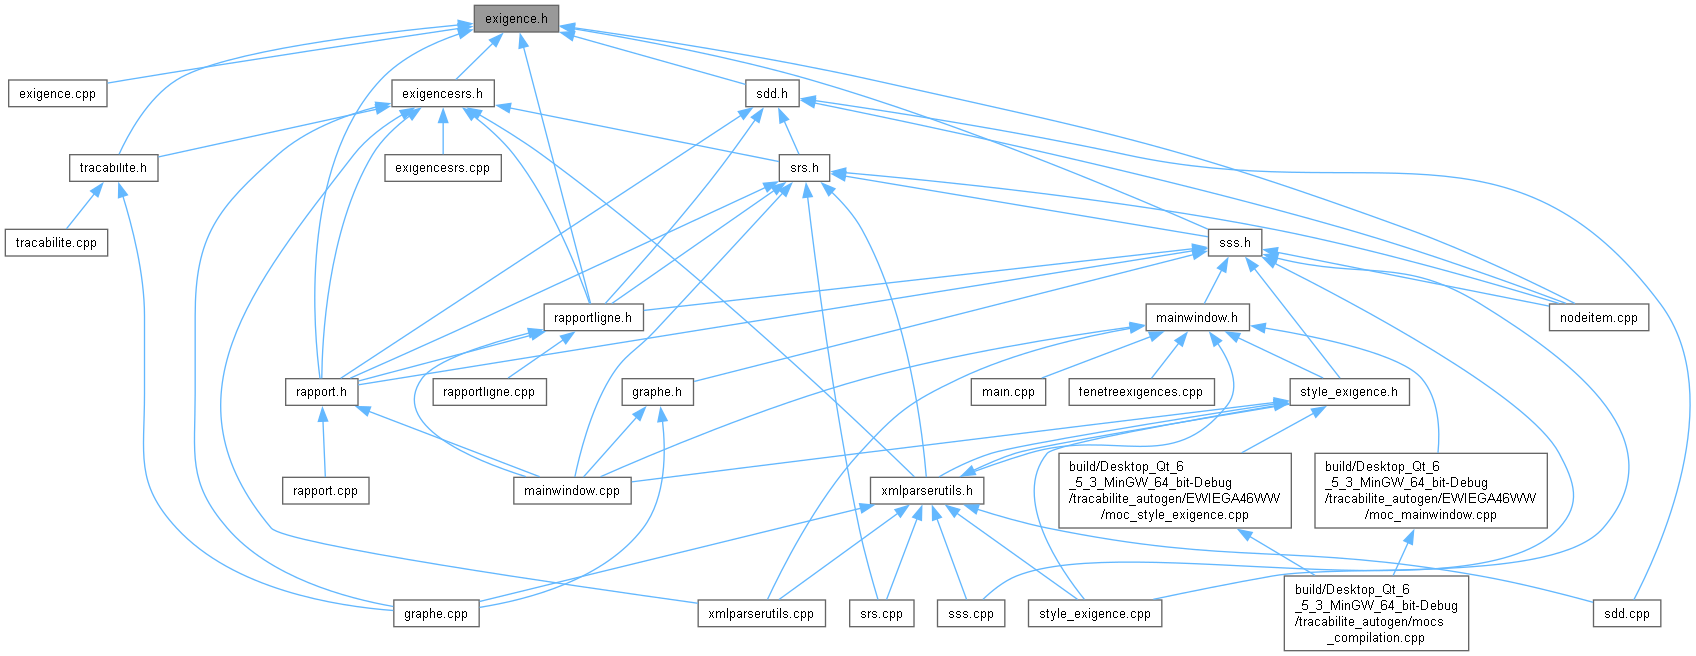 exigence.h
exigence.cpp
exigencesrs.h
sdd.h
tracabilite.h
exigencesrs.cpp
srs.h
tracabilite.cpp
sss.h
rapportligne.h
mainwindow.h
nodeitem.cpp
rapport.h
rapportligne.cpp
graphe.h
main.cpp
fenetreexigences.cpp
style_exigence.h
rapport.cpp
mainwindow.cpp
xmlparserutils.h
build/Desktop_Qt_6
_5_3_MinGW_64_bit-Debug
/tracabilite_autogen/EWIEGA46WW
/moc_style_exigence.cpp
build/Desktop_Qt_6
_5_3_MinGW_64_bit-Debug
/tracabilite_autogen/EWIEGA46WW
/moc_mainwindow.cpp
graphe.cpp
xmlparserutils.cpp
srs.cpp
sss.cpp
style_exigence.cpp
build/Desktop_Qt_6
_5_3_MinGW_64_bit-Debug
/tracabilite_autogen/mocs
_compilation.cpp
sdd.cpp